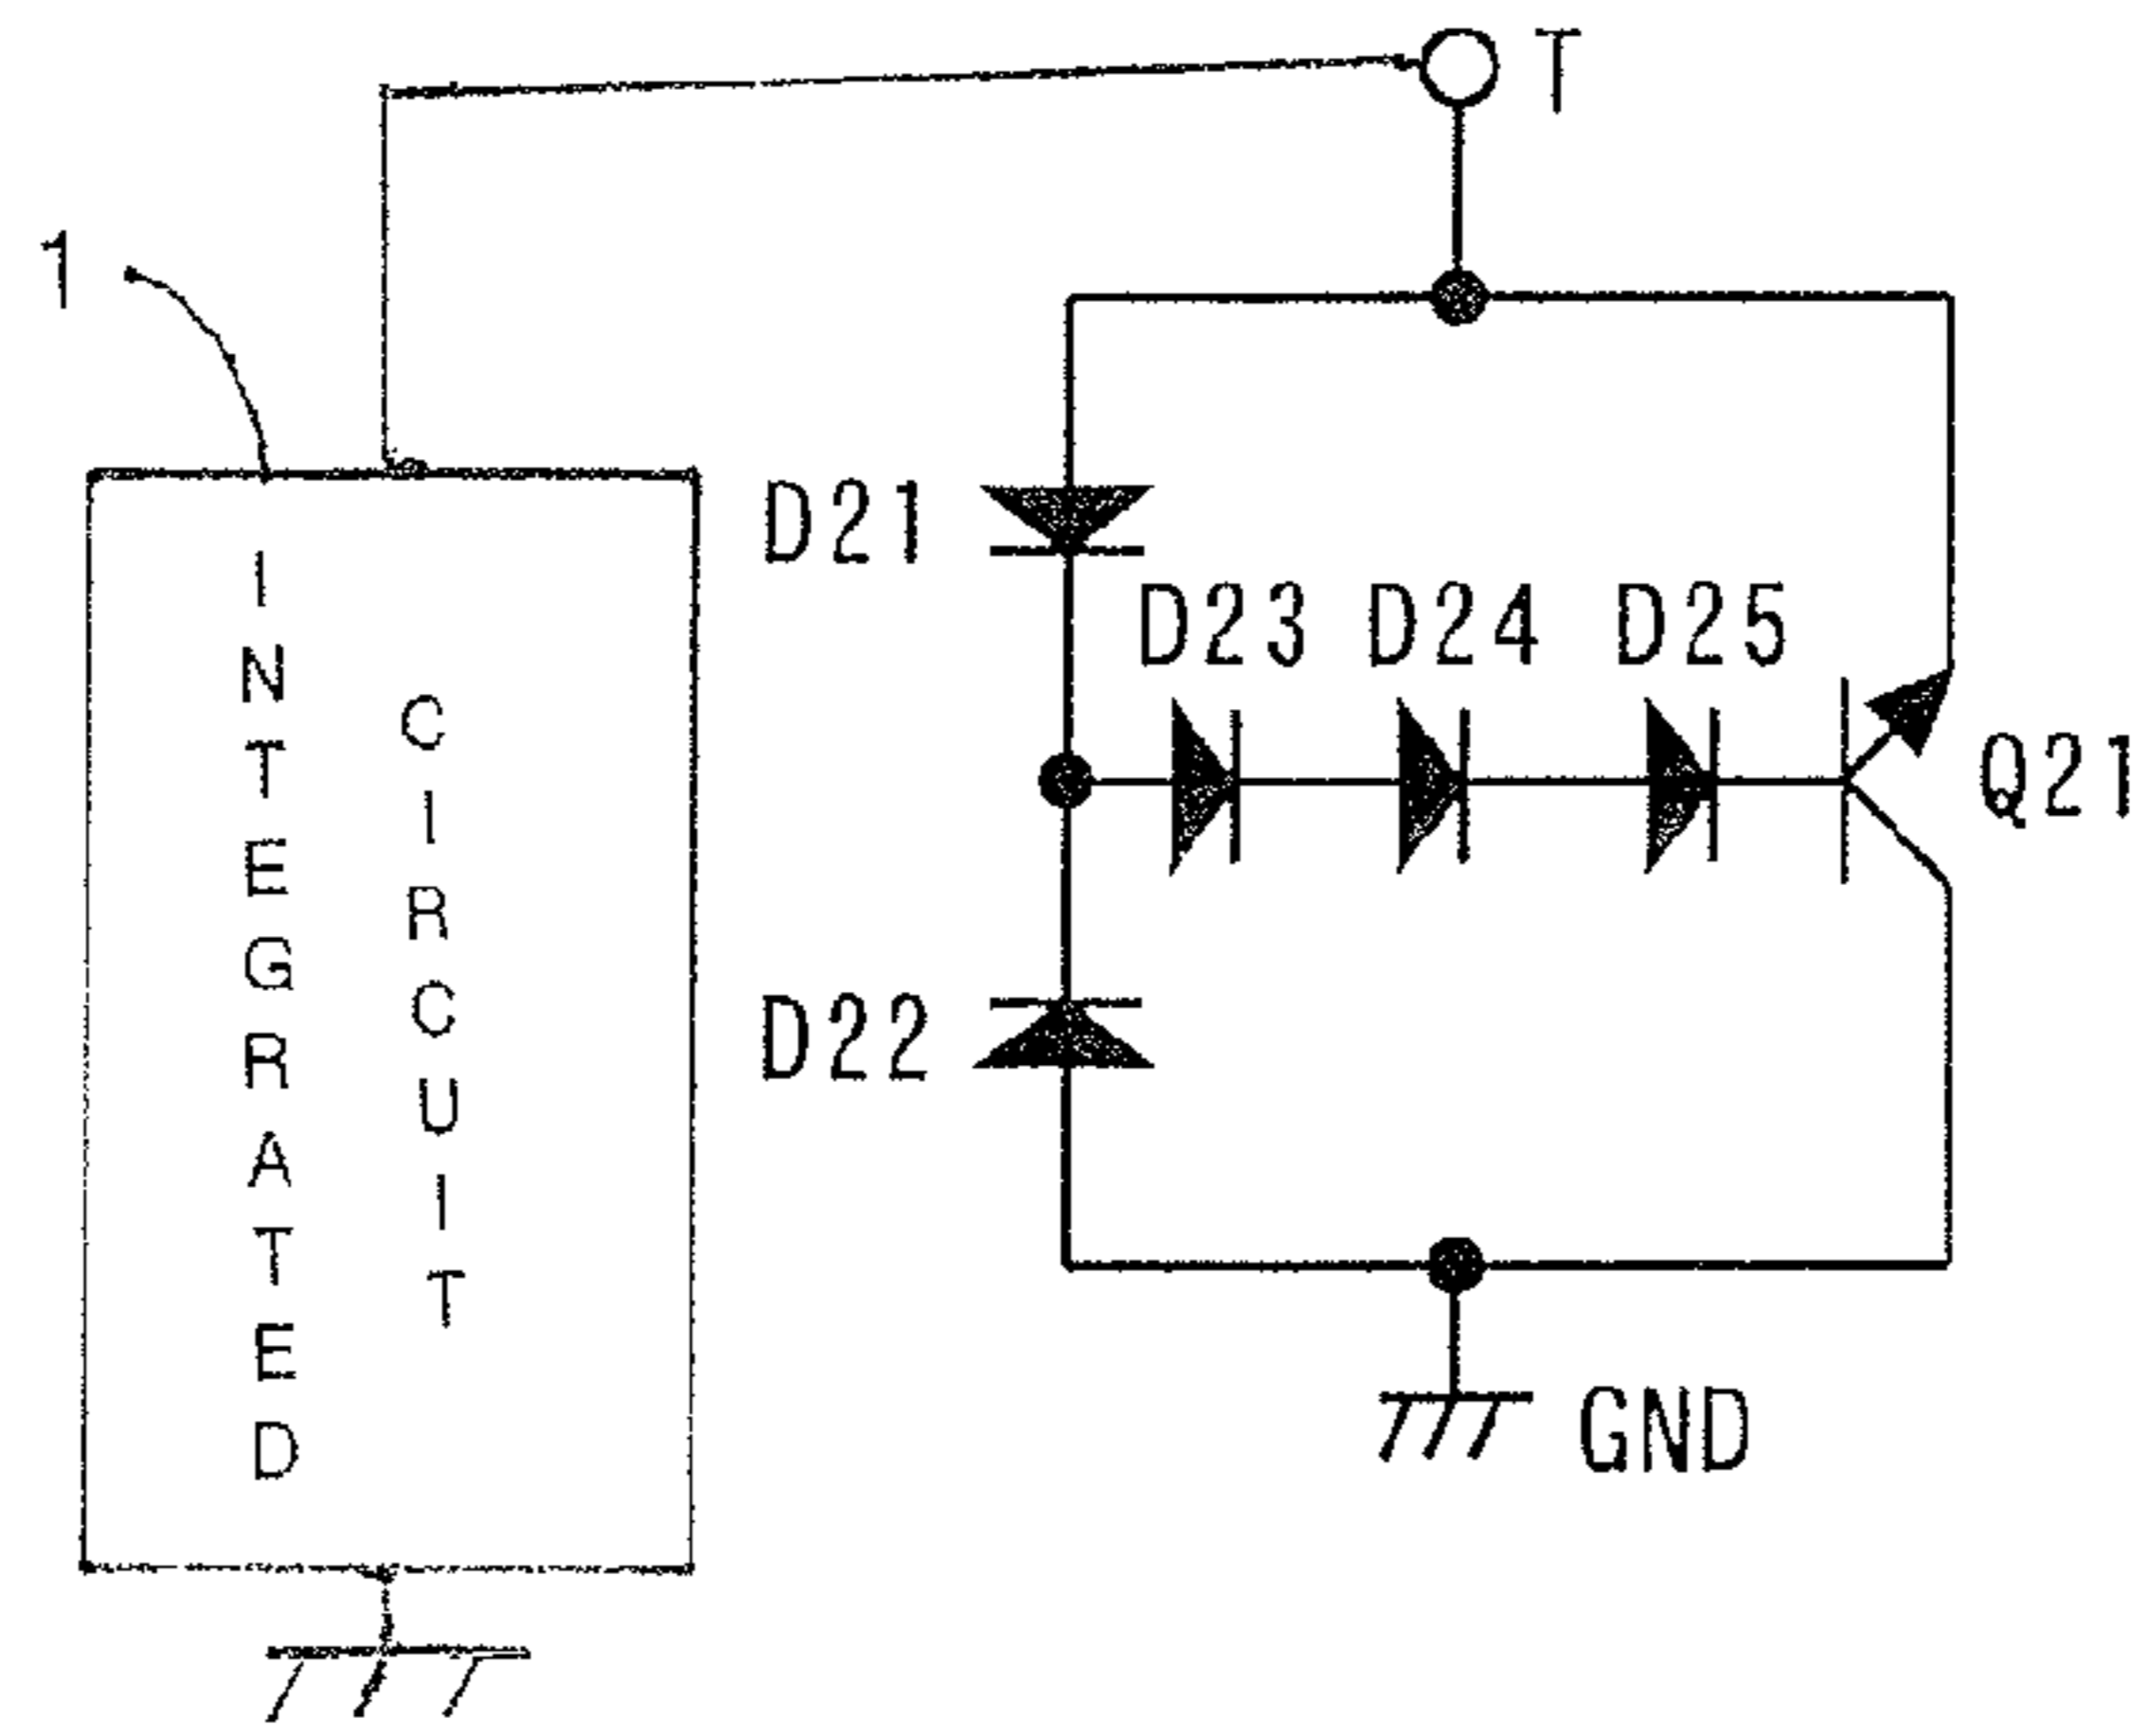 T
1
D21
D23 D24 D25
Q21
INTEGRATED
CIRCUIT
D22
GND